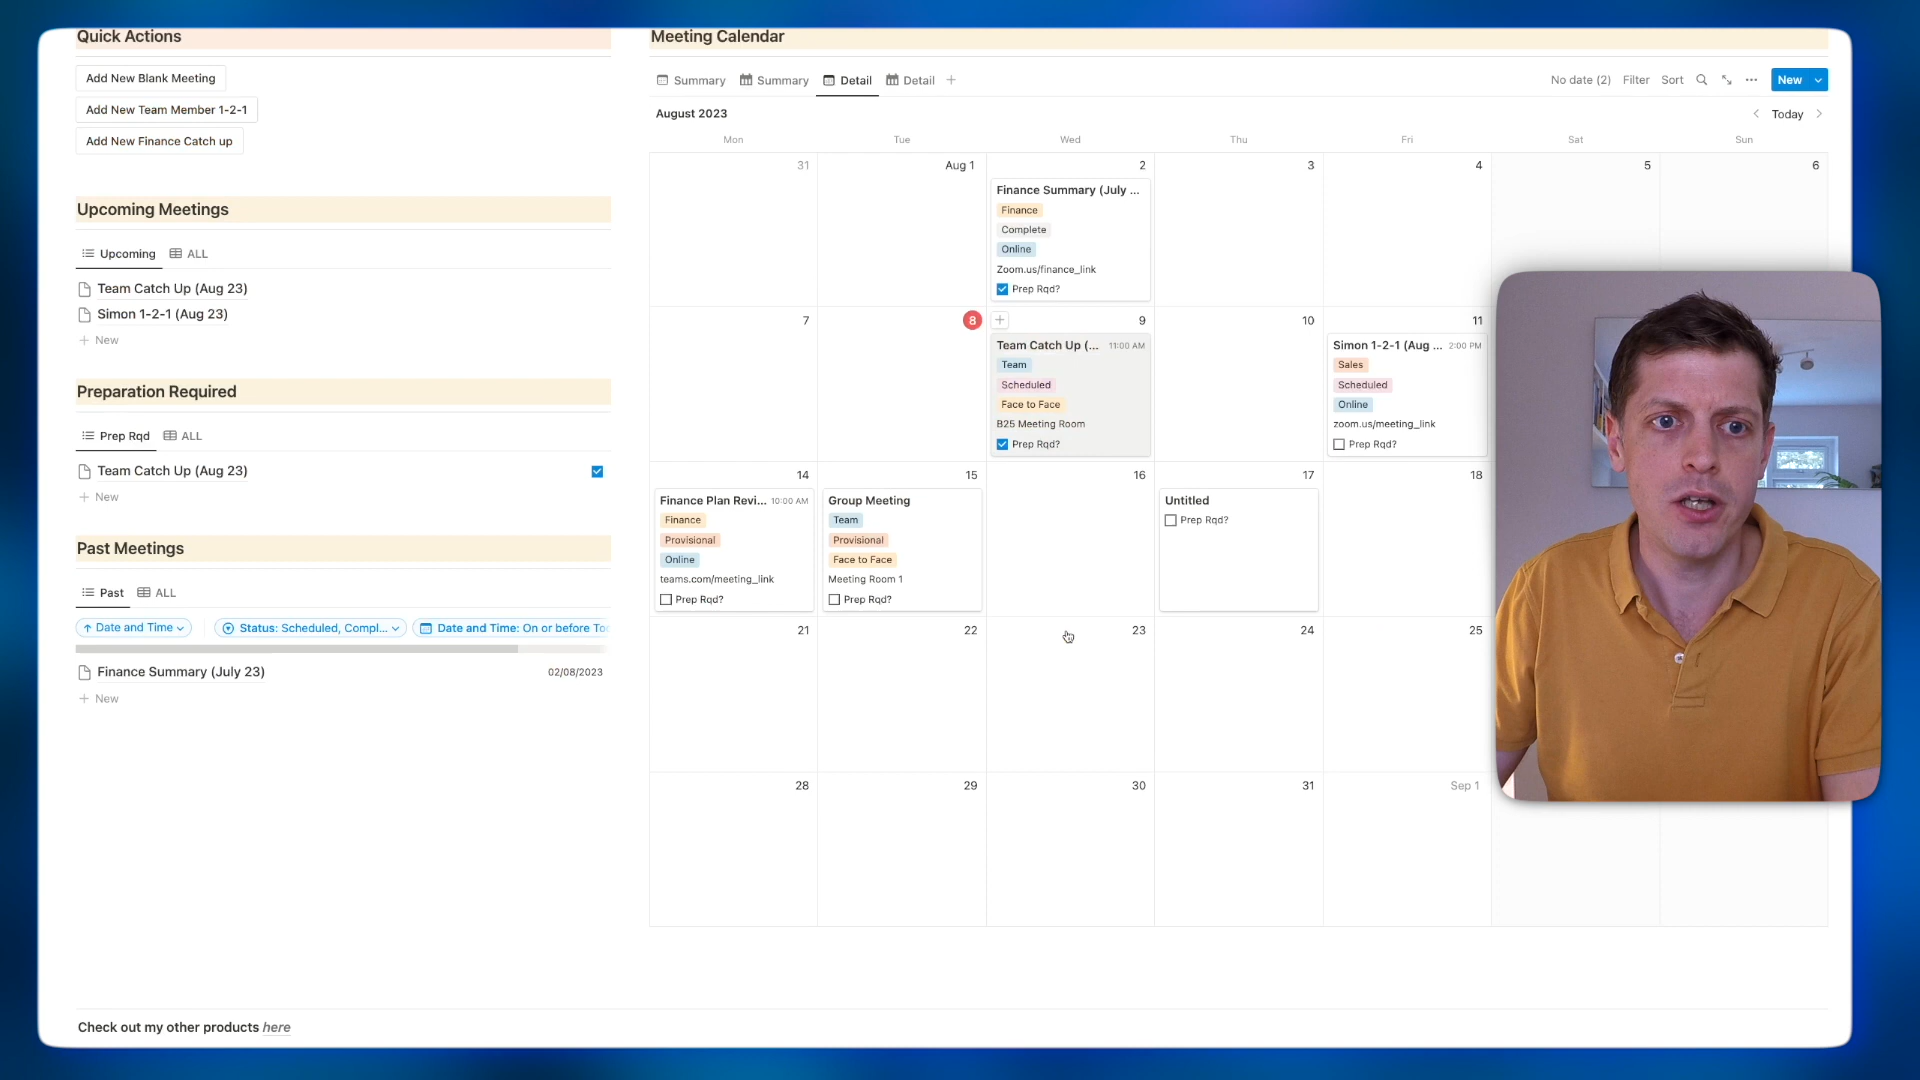 Quick Actions
Add New Blank Meeting
Add New Team Member 1-2-1
Add New Finance Catch up
Upcoming Meetings
Upcoming
ALL
Team Catch Up (Aug 23)
Simon 1-2-1 (Aug 23)
New
Preparation Required
Prep Rqd
ALL
Team Catch Up (Aug 23)
New
Past Meetings
Past
ALL
Date and Time
Status: Scheduled, Compl...
Date and Time: On or before To
Finance Summary (July 23)
02/08/2023
New
Meeting Calendar
Summary
Summary
Detail
Detail
No date (2)
Filter
Sort
New
August 2023
Today
Mon
Tue
Wed
Thu
Fri
Sat
Sun
31
Aug 1
2
3
4
5
6
Finance Summary (July ...
Finance
Complete
Online
Zoom.us/finance_link
Prep Rqd?
7
8
9
10
11
Team Catch Up (...
11:00 AM
Team
Scheduled
Face to Face
B25 Meeting Room
Prep Rqd?
Simon 1-2-1 (Aug ...
2:00 PM
Sales
Scheduled
Online
zoom.us/meeting_link
Prep Rqd?
14
15
16
17
18
Finance Plan Revi...
10:00 AM
Finance
Provisional
Online
teams.com/meeting_link
Prep Rqd?
Group Meeting
Team
Provisional
Face to Face
Meeting Room 1
Prep Rqd?
Untitled
Prep Rqd?
21
22
23
24
25
28
29
30
31
Sep 1
Check out my other products here